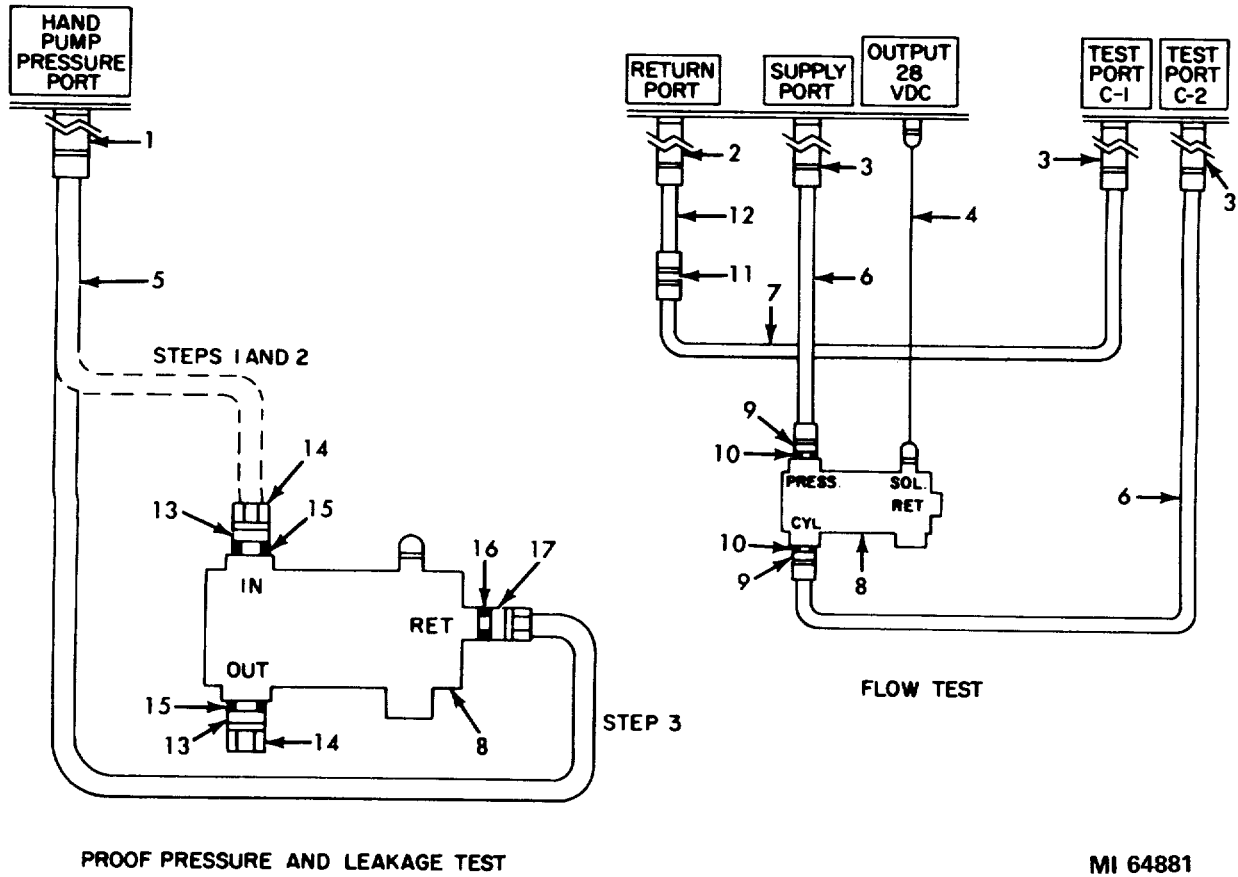 HAND
PUMP
PRESSURE
PORT
1
5
STEPS 1 AND 2
14
13
15
IN
16
17
RET
OUT
15
13
14
8
STEP 3
PROOF PRESSURE AND LEAKAGE TEST
RETURN
PORT
SUPPLY
PORT
OUTPUT
28
VDC
TEST
PORT
C-1
TEST
PORT
C-2
2
3
3
3
12
4
11
6
7
9
10
PRESS.
SOL.
RET
CYL
6
10
9
8
FLOW TEST
MI 64881